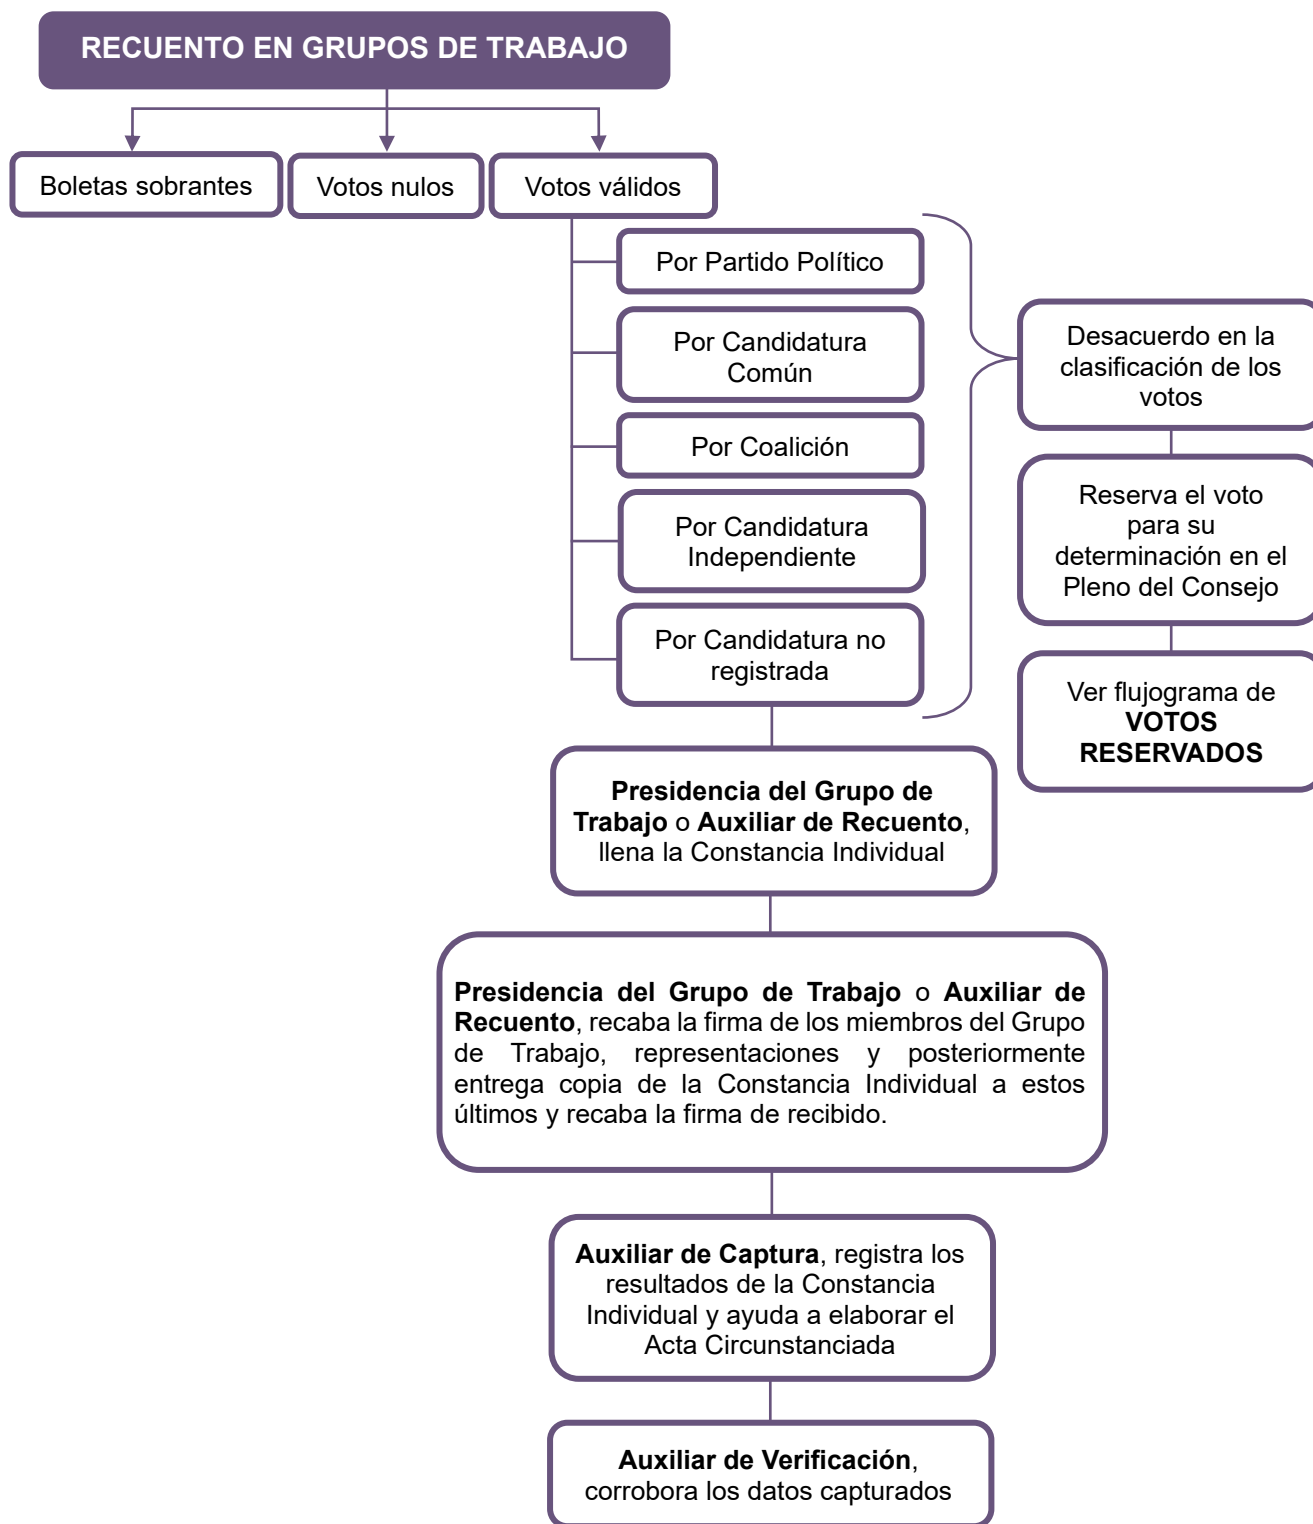 RECUENTO EN GRUPOS DE TRABAJO
Boletas sobrantes
Votos nulos
Votos válidos
Por Partido Político
Por Candidatura
Común
Por Coalición
Por Candidatura
Independiente
Por Candidatura no
registrada
Desacuerdo en la
clasificación de los
votos
Reserva el voto
para su
determinación en el
Pleno del Consejo
Ver flujograma de
VOTOS
RESERVADOS
Presidencia del Grupo de
Trabajo o Auxiliar de Recuento,
llena la Constancia Individual
Presidencia del Grupo de Trabajo o Auxiliar de
Recuento, recaba la firma de los miembros del Grupo
de Trabajo, representaciones y posteriormente
entrega copia de la Constancia Individual a estos
últimos y recaba la firma de recibido.
Auxiliar de Captura, registra los
resultados de la Constancia
Individual y ayuda a elaborar el
Acta Circunstanciada
Auxiliar de Verificación,
corrobora los datos capturados